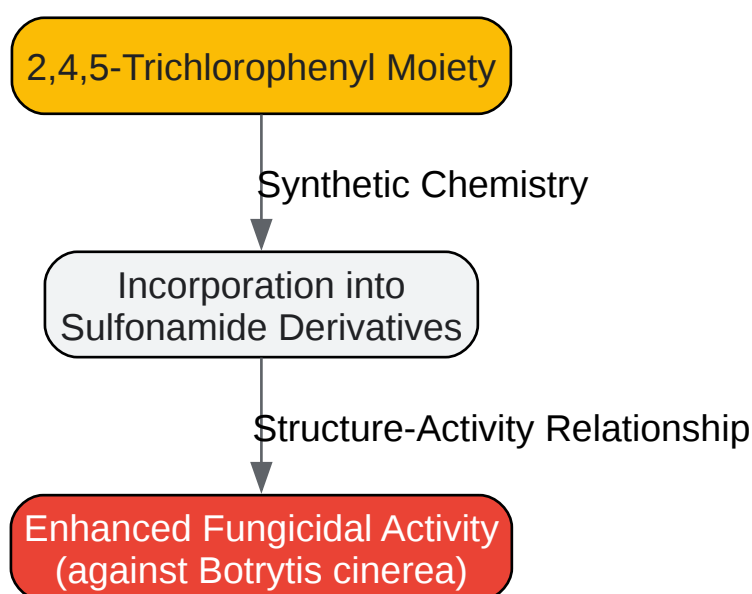 2,4,5-Trichlorophenyl Moiety
Synthetic Chemistry
Incorporation into
Sulfonamide Derivatives
Structure-Activity Relationship
Enhanced Fungicidal Activity
(against Botrytis cinerea)